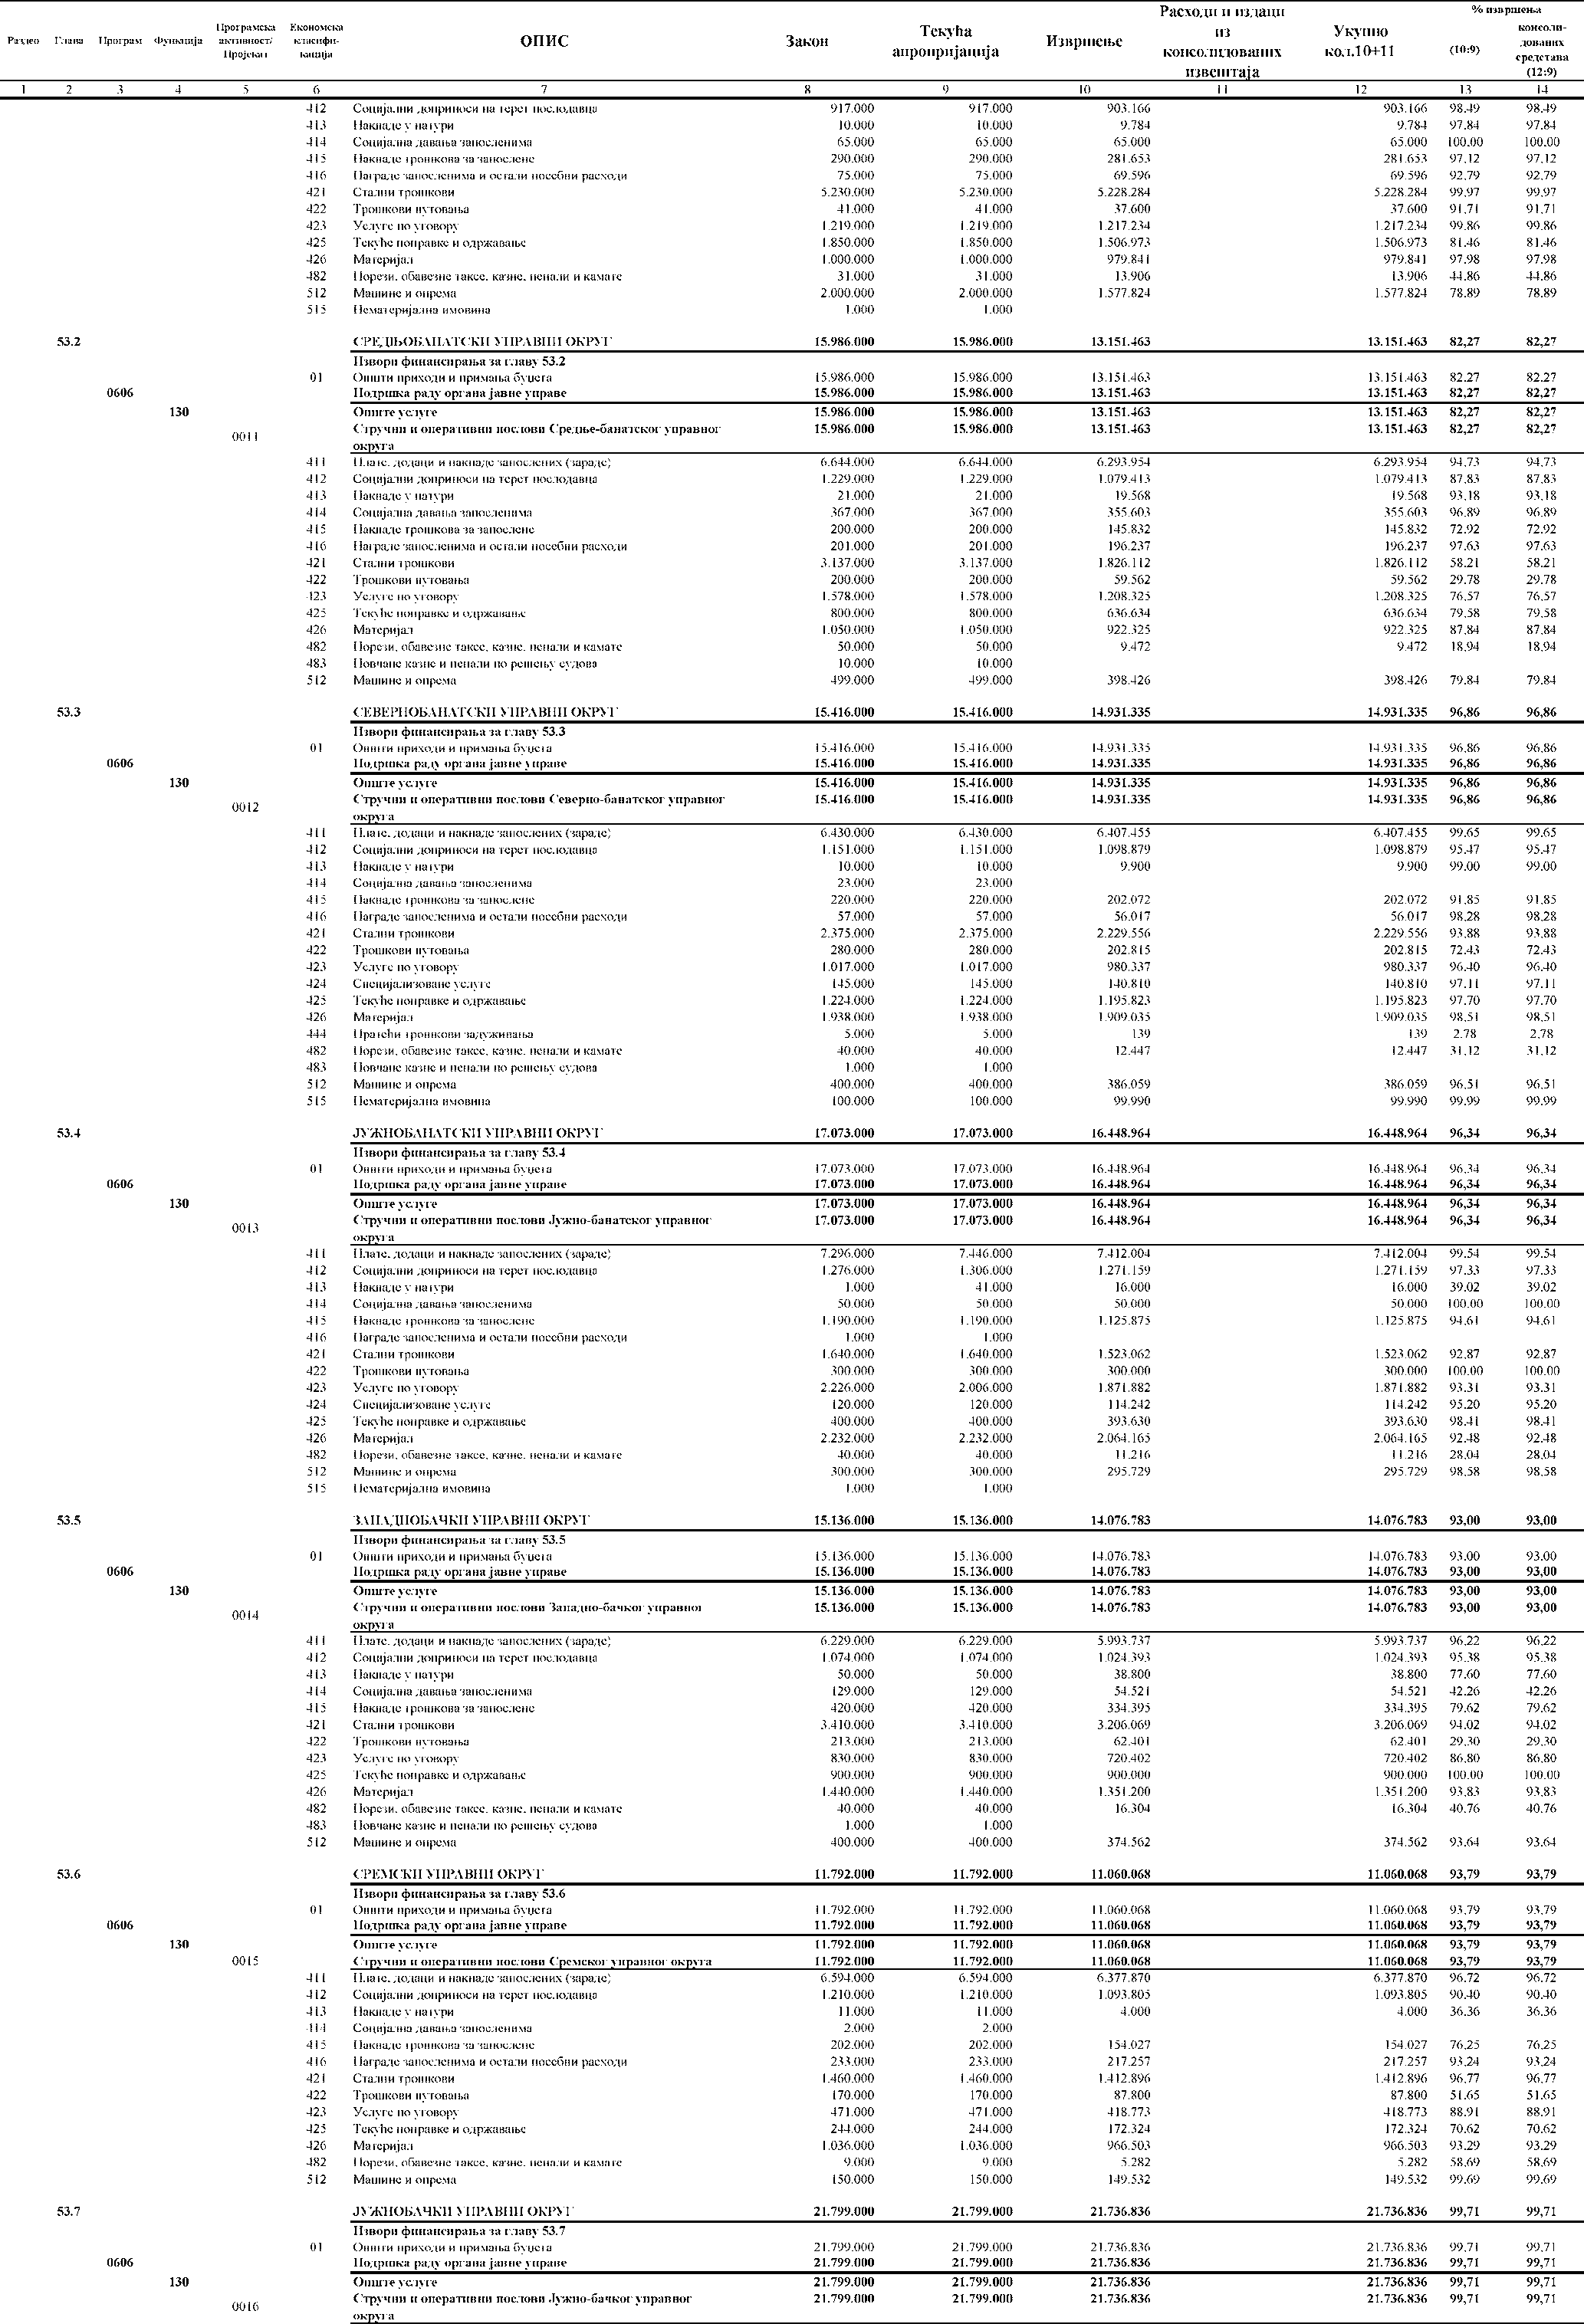 Раздео Глава Програм Функција Програмска активност/ Пројекат Економска класифи-кација ОПИС Закон Текућа апропријација Извршење Расходи и издаци из консолидованих извештаја Укупно кол.10+11 % извршења (10:9) консоли-дованих средстава (12:9)
1 2 3 4 5 6 7 8 9 10 11 12 13 14
412 Социјални доприноси на терет послодавца 917.000 917.000 903.166 903.166 98,49 98,49
413 Накнаде у натури 10.000 10.000 9.784 9.784 97,84 97,84
414 Социјална давања запосленима 65.000 65.000 65.000 65.000 100,00 100,00
415 Накнаде трошкова за запослене 290.000 290.000 281.653 281.653 97,12 97,12
416 Награде запосленима и остали посебни расходи 75.000 75.000 69.596 69.596 92,79 92,79
421 Стални трошкови 5.230.000 5.230.000 5.228.284 5.228.284 99,97 99,97
422 Трошкови путовања 41.000 41.000 37.600 37.600 91,71 91,71
423 Услуге по уговору 1.219.000 1.219.000 1.217.234 1.217.234 99,86 99,86
425 Текуће поправке и одржавање 1.850.000 1.850.000 1.506.973 1.506.973 81,46 81,46
426 Материјал 1.000.000 1.000.000 979.841 979.841 97,98 97,98
482 Порези, обавезне таксе, казне, пенали и камате 31.000 31.000 13.906 13.906 44,86 44,86
512 Машине и опрема 2.000.000 2.000.000 1.577.824 1.577.824 78,89 78,89
515 Нематеријална имовина 1.000 1.000
53.2 СРЕДЊОБАНАТСКИ УПРАВНИ ОКРУГ 15.986.000 15.986.000 13.151.463 13.151.463 82,27 82,27
Извори финансирања за главу 53.2
01 Општи приходи и примања буџета 15.986.000 15.986.000 13.151.463 13.151.463 82,27 82,27
0606 Подршка раду органа јавне управе 15.986.000 15.986.000 13.151.463 13.151.463 82,27 82,27
130 Опште услуге 15.986.000 15.986.000 13.151.463 13.151.463 82,27 82,27
0011 Стручни и оперативни послови Средње-банатског управног 15.986.000 15.986.000 13.151.463 13.151.463 82,27 82,27
округа
411 Плате, додаци и накнаде запослених (зараде) 6.644.000 6.644.000 6.293.954 6.293.954 94,73 94,73
412 Социјални доприноси на терет послодавца 1.229.000 1.229.000 1.079.413 1.079.413 87,83 87,83
413 Накнаде у натури 21.000 21.000 19.568 19.568 93,18 93,18
414 Социјална давања запосленима 367.000 367.000 355.603 355.603 96,89 96,89
415 Накнаде трошкова за запослене 200.000 200.000 145.832 145.832 72,92 72,92
416 Награде запосленима и остали посебни расходи 201.000 201.000 196.237 196.237 97,63 97,63
421 Стални трошкови 3.137.000 3.137.000 1.826.112 1.826.112 58,21 58,21
422 Трошкови путовања 200.000 200.000 59.562 59.562 29,78 29,78
423 Услуге по уговору 1.578.000 1.578.000 1.208.325 1.208.325 76,57 76,57
425 Текуће поправке и одржавање 800.000 800.000 636.634 636.634 79,58 79,58
426 Материјал 1.050.000 1.050.000 922.325 922.325 87,84 87,84
482 Порези, обавезне таксе, казне, пенали и камате 50.000 50.000 9.472 9.472 18,94 18,94
483 Новчане казне и пенали по решењу судова 10.000 10.000
512 Машине и опрема 499.000 499.000 398.426 398.426 79,84 79,84
53.3 СЕВЕРНОБАНАТСКИ УПРАВНИ ОКРУГ 15.416.000 15.416.000 14.931.335 14.931.335 96,86 96,86
Извори финансирања за главу 53.3
01 Општи приходи и примања буџета 15.416.000 15.416.000 14.931.335 14.931.335 96,86 96,86
0606 Подршка раду органа јавне управе 15.416.000 15.416.000 14.931.335 14.931.335 96,86 96,86
130 Опште услуге 15.416.000 15.416.000 14.931.335 14.931.335 96,86 96,86
0012 Стручни и оперативни послови Северно-банатског управног 15.416.000 15.416.000 14.931.335 14.931.335 96,86 96,86
округа
411 Плате, додаци и накнаде запослених (зараде) 6.430.000 6.430.000 6.407.455 6.407.455 99,65 99,65
412 Социјални доприноси на терет послодавца 1.151.000 1.151.000 1.098.879 1.098.879 95,47 95,47
413 Накнаде у натури 10.000 10.000 9.900 9.900 99,00 99,00
414 Социјална давања запосленима 23.000 23.000
415 Накнаде трошкова за запослене 220.000 220.000 202.072 202.072 91,85 91,85
416 Награде запосленима и остали посебни расходи 57.000 57.000 56.017 56.017 98,28 98,28
421 Стални трошкови 2.375.000 2.375.000 2.229.556 2.229.556 93,88 93,88
422 Трошкови путовања 280.000 280.000 202.815 202.815 72,43 72,43
423 Услуге по уговору 1.017.000 1.017.000 980.337 980.337 96,40 96,40
424 Специјализоване услуге 145.000 145.000 140.810 140.810 97,11 97,11
425 Текуће поправке и одржавање 1.224.000 1.224.000 1.195.823 1.195.823 97,70 97,70
426 Материјал 1.938.000 1.938.000 1.909.035 1.909.035 98,51 98,51
444 Пратећи трошкови задуживања 5.000 5.000 139 139 2,78 2,78
482 Порези, обавезне таксе, казне, пенали и камате 40.000 40.000 12.447 12.447 31,12 31,12
483 Новчане казне и пенали по решењу судова 1.000 1.000
512 Машине и опрема 400.000 400.000 386.059 386.059 96,51 96,51
515 Нематеријална имовина 100.000 100.000 99.990 99.990 99,99 99,99
53.4 ЈУЖНОБАНАТСКИ УПРАВНИ ОКРУГ 17.073.000 17.073.000 16.448.964 16.448.964 96,34 96,34
Извори финансирања за главу 53.4
01 Општи приходи и примања буџета 17.073.000 17.073.000 16.448.964 16.448.964 96,34 96,34
0606 Подршка раду органа јавне управе 17.073.000 17.073.000 16.448.964 16.448.964 96,34 96,34
130 Опште услуге 17.073.000 17.073.000 16.448.964 16.448.964 96,34 96,34
0013 Стручни и оперативни послови Јужно-банатског управног 17.073.000 17.073.000 16.448.964 16.448.964 96,34 96,34
округа
411 Плате, додаци и накнаде запослених (зараде) 7.296.000 7.446.000 7.412.004 7.412.004 99,54 99,54
412 Социјални доприноси на терет послодавца 1.276.000 1.306.000 1.271.159 1.271.159 97,33 97,33
413 Накнаде у натури 1.000 41.000 16.000 16.000 39,02 39,02
414 Социјална давања запосленима 50.000 50.000 50.000 50.000 100,00 100,00
415 Накнаде трошкова за запослене 1.190.000 1.190.000 1.125.875 1.125.875 94,61 94,61
416 Награде запосленима и остали посебни расходи 1.000 1.000
421 Стални трошкови 1.640.000 1.640.000 1.523.062 1.523.062 92,87 92,87
422 Трошкови путовања 300.000 300.000 300.000 300.000 100,00 100,00
423 Услуге по уговору 2.226.000 2.006.000 1.871.882 1.871.882 93,31 93,31
424 Специјализоване услуге 120.000 120.000 114.242 114.242 95,20 95,20
425 Текуће поправке и одржавање 400.000 400.000 393.630 393.630 98,41 98,41
426 Материјал 2.232.000 2.232.000 2.064.165 2.064.165 92,48 92,48
482 Порези, обавезне таксе, казне, пенали и камате 40.000 40.000 11.216 11.216 28,04 28,04
512 Машине и опрема 300.000 300.000 295.729 295.729 98,58 98,58
515 Нематеријална имовина 1.000 1.000
53.5 ЗАПАДНОБАЧКИ УПРАВНИ ОКРУГ 15.136.000 15.136.000 14.076.783 14.076.783 93,00 93,00
Извори финансирања за главу 53.5
01 Општи приходи и примања буџета 15.136.000 15.136.000 14.076.783 14.076.783 93,00 93,00
0606 Подршка раду органа јавне управе 15.136.000 15.136.000 14.076.783 14.076.783 93,00 93,00
130 Опште услуге 15.136.000 15.136.000 14.076.783 14.076.783 93,00 93,00
0014 Стручни и оперативни послови Западно-бачког управног 15.136.000 15.136.000 14.076.783 14.076.783 93,00 93,00
округа
411 Плате, додаци и накнаде запослених (зараде) 6.229.000 6.229.000 5.993.737 5.993.737 96,22 96,22
412 Социјални доприноси на терет послодавца 1.074.000 1.074.000 1.024.393 1.024.393 95,38 95,38
413 Накнаде у натури 50.000 50.000 38.800 38.800 77,60 77,60
414 Социјална давања запосленима 129.000 129.000 54.521 54.521 42,26 42,26
415 Накнаде трошкова за запослене 420.000 420.000 334.395 334.395 79,62 79,62
421 Стални трошкови 3.410.000 3.410.000 3.206.069 3.206.069 94,02 94,02
422 Трошкови путовања 213.000 213.000 62.401 62.401 29,30 29,30
423 Услуге по уговору 830.000 830.000 720.402 720.402 86,80 86,80
425 Текуће поправке и одржавање 900.000 900.000 900.000 900.000 100,00 100,00
426 Материјал 1.440.000 1.440.000 1.351.200 1.351.200 93,83 93,83
482 Порези, обавезне таксе, казне, пенали и камате 40.000 40.000 16.304 16.304 40,76 40,76
483 Новчане казне и пенали по решењу судова 1.000 1.000
512 Машине и опрема 400.000 400.000 374.562 374.562 93,64 93,64
53.6 СРЕМСКИ УПРАВНИ ОКРУГ 11.792.000 11.792.000 11.060.068 11.060.068 93,79 93,79
Извори финансирања за главу 53.6
01 Општи приходи и примања буџета 11.792.000 11.792.000 11.060.068 11.060.068 93,79 93,79
0606 Подршка раду органа јавне управе 11.792.000 11.792.000 11.060.068 11.060.068 93,79 93,79
130 Опште услуге 11.792.000 11.792.000 11.060.068 11.060.068 93,79 93,79
0015 Стручни и оперативни послови Сремског управног округа 11.792.000 11.792.000 11.060.068 11.060.068 93,79 93,79
411 Плате, додаци и накнаде запослених (зараде) 6.594.000 6.594.000 6.377.870 6.377.870 96,72 96,72
412 Социјални доприноси на терет послодавца 1.210.000 1.210.000 1.093.805 1.093.805 90,40 90,40
413 Накнаде у натури 11.000 11.000 4.000 4.000 36,36 36,36
414 Социјална давања запосленима 2.000 2.000
415 Накнаде трошкова за запослене 202.000 202.000 154.027 154.027 76,25 76,25
416 Награде запосленима и остали посебни расходи 233.000 233.000 217.257 217.257 93,24 93,24
421 Стални трошкови 1.460.000 1.460.000 1.412.896 1.412.896 96,77 96,77
422 Трошкови путовања 170.000 170.000 87.800 87.800 51,65 51,65
423 Услуге по уговору 471.000 471.000 418.773 418.773 88,91 88,91
425 Текуће поправке и одржавање 244.000 244.000 172.324 172.324 70,62 70,62
426 Материјал 1.036.000 1.036.000 966.503 966.503 93,29 93,29
482 Порези, обавезне таксе, казне, пенали и камате 9.000 9.000 5.282 5.282 58,69 58,69
512 Машине и опрема 150.000 150.000 149.532 149.532 99,69 99,69
53.7 ЈУЖНОБАЧКИ УПРАВНИ ОКРУГ 21.799.000 21.799.000 21.736.836 21.736.836 99,71 99,71
Извори финансирања за главу 53.7
01 Општи приходи и примања буџета 21.799.000 21.799.000 21.736.836 21.736.836 99,71 99,71
0606 Подршка раду органа јавне управе 21.799.000 21.799.000 21.736.836 21.736.836 99,71 99,71
130 Опште услуге 21.799.000 21.799.000 21.736.836 21.736.836 99,71 99,71
0016 Стручни и оперативни послови Јужно-бачког управног 21.799.000 21.799.000 21.736.836 21.736.836 99,71 99,71
округа